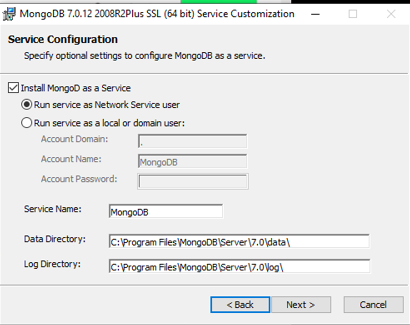 MongoDB 7.0.12 2008R2Plus SSL (64 bit) Service Customization
Service Configuration
Specify optional settings to configure MongoDB as a service.
Install MongoD as a Service
Run service as Network Service user
Run service as a local or domain user:
Account Domain: .
Account Name: MongoDB
Account Password:
Service Name: MongoDB
Data Directory: C:\Program Files\MongoDB\Server\7.0\data\
Log Directory: C:\Program Files\MongoDB\Server\7.0\log\
< Back Next > Cancel